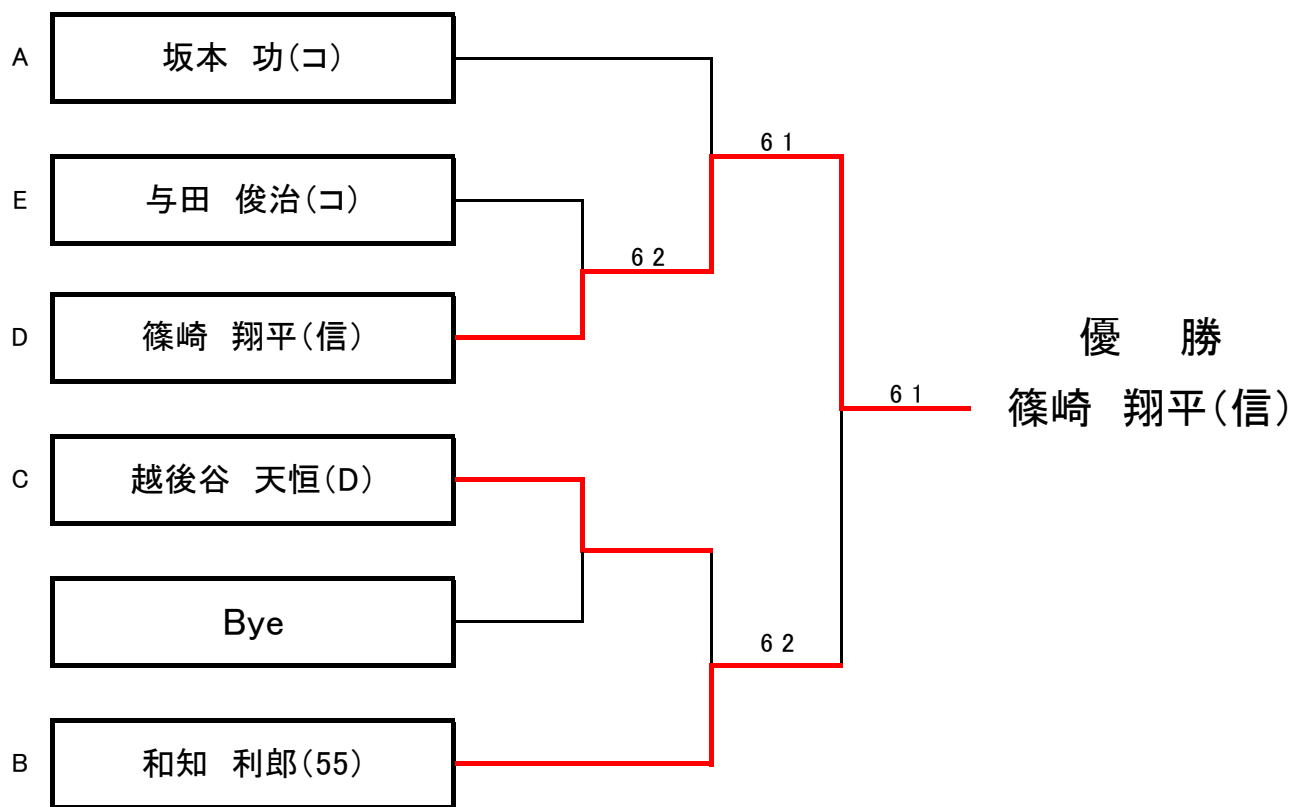 A
坂本　功(コ)
6 1
E
与田　俊治(コ)
6 2
D
篠崎　翔平(信)
優　勝
6 1
篠崎　翔平(信)
C
越後谷　天恒(D)
Bye
6 2
B
和知　利郎(55)